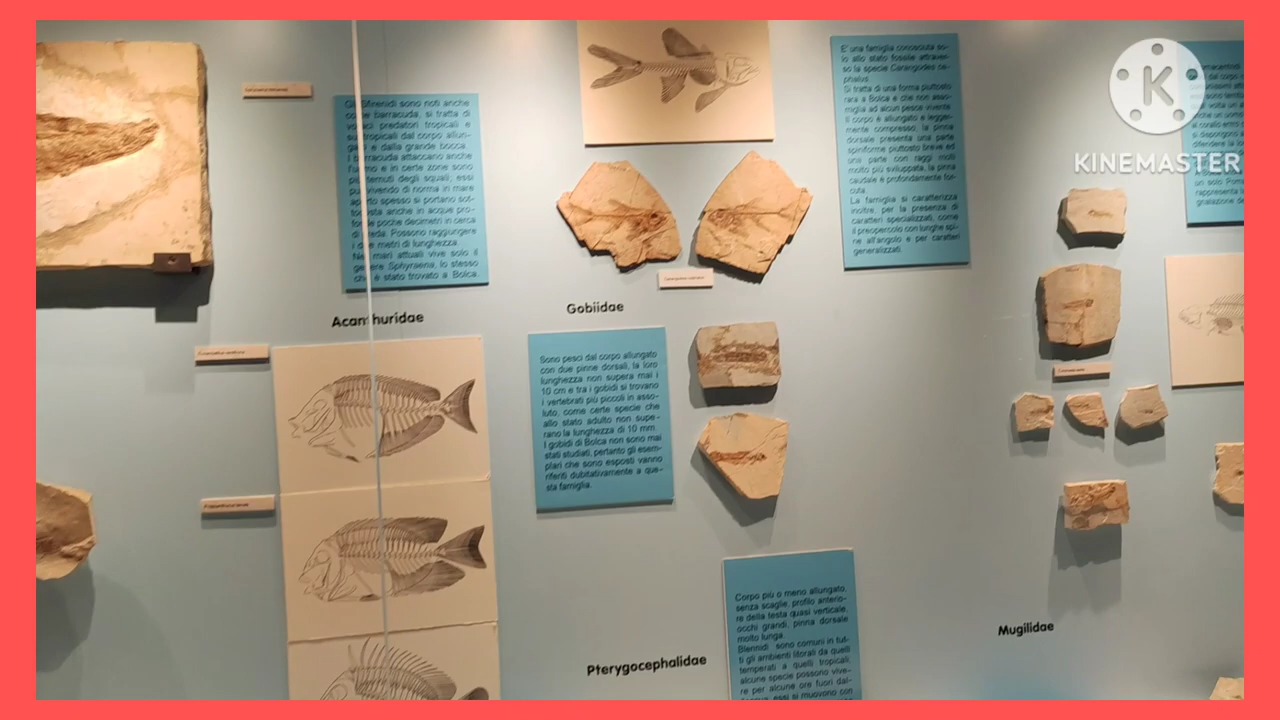 Gli Sfirenidi sono noti anche
come barracuda, si tratta di
voraci predatori tropicali e
subtropicali dal corpo allun-
gato e dalla grande bocca.
I barracuda attaccano anche
l'uomo e in certe zone sono
più temuti degli squali; essi
pur vivendo di norma in mare
aperto spesso si portano sot-
tocosta anche in acque pro-
fonde poche decimetri in cerca
di preda. Possono raggiungere
i due metri di lunghezza.
Nei mari attuali vive solo il
genere Sphyraena, lo stesso
che è stato trovato a Bolca.
Acanthuridae
Gobiidae
Sono pesci dal corpo allungato
con due pinne dorsali, la loro
lunghezza non supera mai i
10 cm e tra i gobidi si trovano
i vertebrati più piccoli in asso-
luto, come certe specie che
allo stato adulto non supe-
rano la lunghezza di 10 mm.
I gobidi di Bolca non sono mai
stati studiati, pertanto gli esem-
plari che sono esposti vanno
riferiti dubitativamente a que-
sta famiglia.
E' una famiglia conosciuta so-
lo allo stato fossile attraver-
so la specie Carangodes ce-
phalus.
Si tratta di una forma piuttosto
rara a Bolca e che non asso-
miglia ad alcun pesce vivente.
Il corpo è allungato e legger-
mente compresso; la pinna
dorsale presenta una parte
spiniforme piuttosto breve ed
una parte con raggi molli
molto più sviluppata, la pinna
caudale è profondamente for-
cuta.
La famiglia si caratterizza
inoltre, per la presenza di
caratteri specializzati, come
il preopercolo con lunghe spi-
ne all'angolo e per caratteri
generalizzati.
Pterygocephalidae
Corpo più o meno allungato,
senza scaglie, profilo anterio-
re della testa quasi verticale,
occhi grandi, pinna dorsale
molto lunga.
Blennidi sono comuni in tut-
ti gli ambienti litorali da quelli
temperati a quelli tropicali,
alcune specie possono vive-
re per alcune ore fuori dal-
essi si muovono con
Mugilidae
K
KINEMASTER
un solo